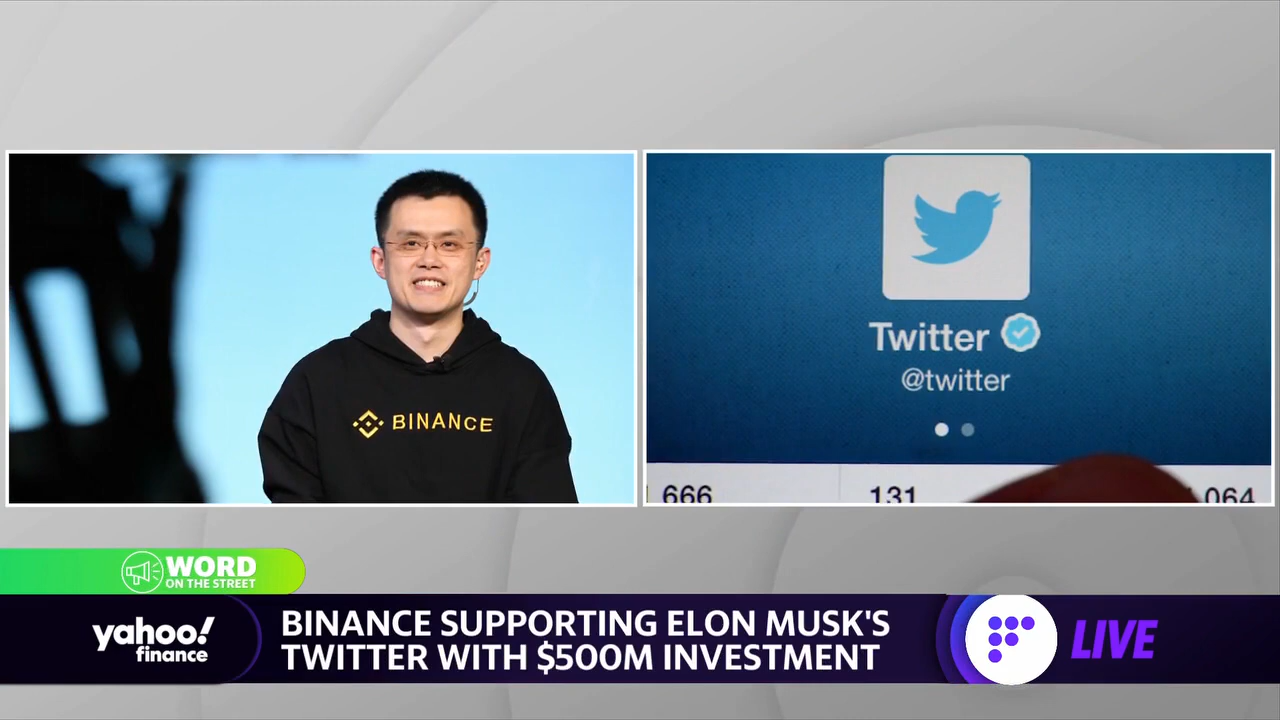 BINANCE
Twitter
@twitter
666
131
064
WORD
ON THE STREET
yahoo!
finance
BINANCE SUPPORTING ELON MUSK'S
TWITTER WITH $500M INVESTMENT
LIVE